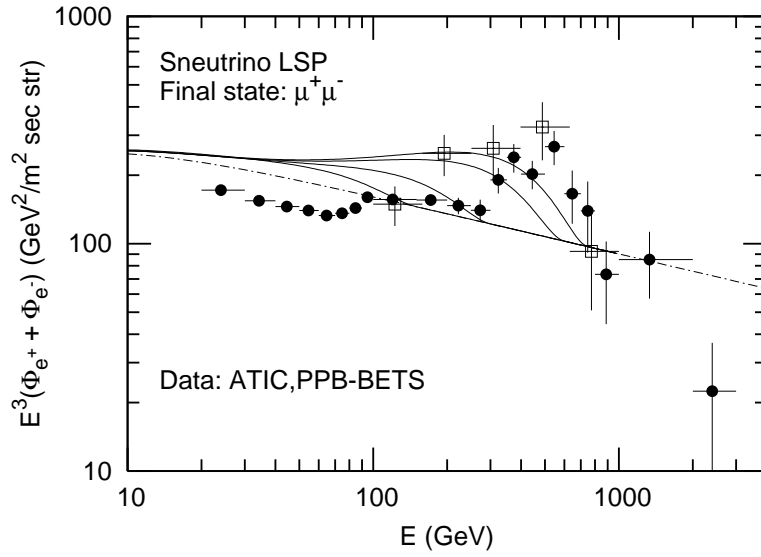 1000
Sneutrino LSP
Final state: μ⁺μ⁻
100
Data: ATIC,PPB-BETS
10
10 100 1000
E (GeV)
E³(Φₑ⁺ + Φₑ⁻) (GeV²/m² sec str)